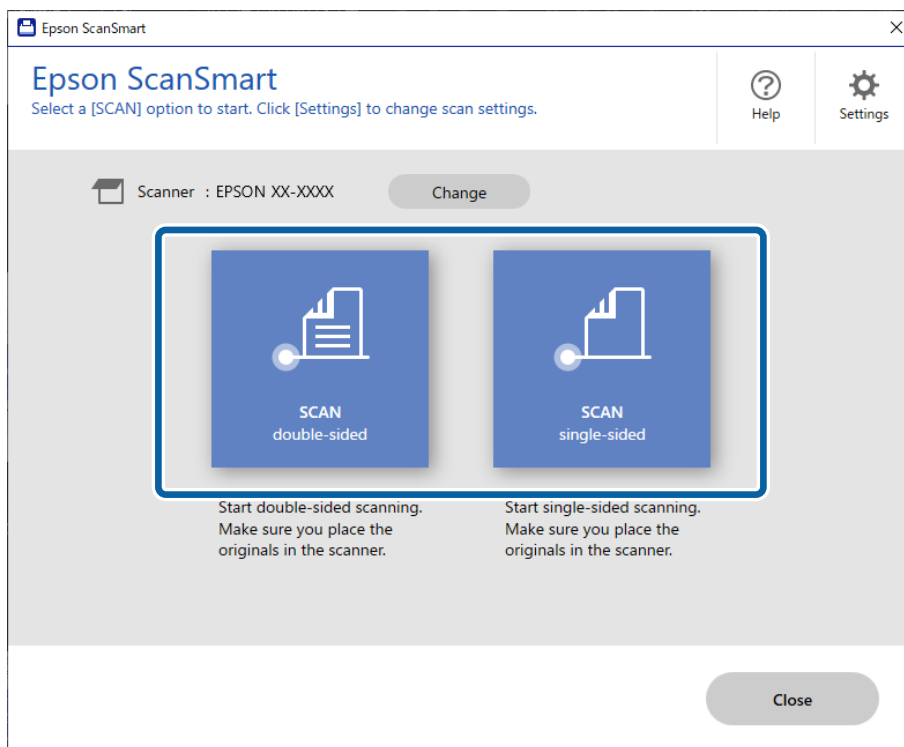 Epson ScanSmart
Epson ScanSmart
Select a [SCAN] option to start. Click [Settings] to change scan settings.
Help
Settings
Scanner : EPSON XX-XXXX
Change
SCAN
double-sided
SCAN
single-sided
Start double-sided scanning.
Make sure you place the
originals in the scanner.
Start single-sided scanning.
Make sure you place the
originals in the scanner.
Close